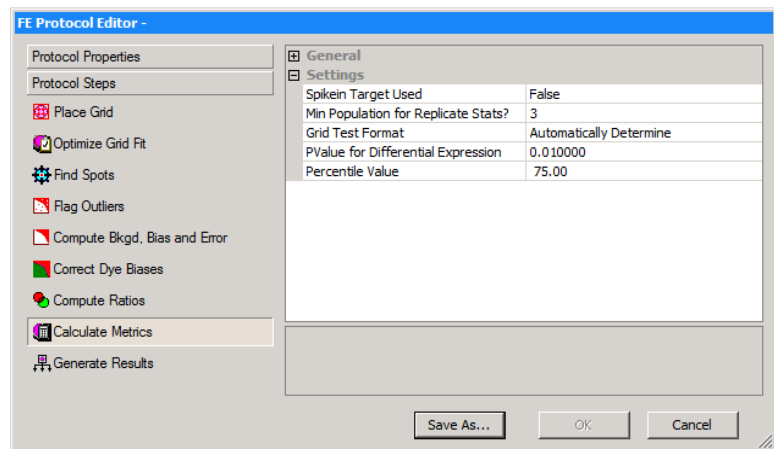 FE Protocol Editor -
Protocol Properties
Protocol Steps
Place Grid
Optimize Grid Fit
Find Spots
Flag Outliers
Compute Bkgd, Bias and Error
Correct Dye Biases
Compute Ratios
Calculate Metrics
Generate Results
General
Settings
Spikein Target Used False
Min Population for Replicate Stats? 3
Grid Test Format Automatically Determine
PValue for Differential Expression 0.010000
Percentile Value 75.00
Save As... OK Cancel